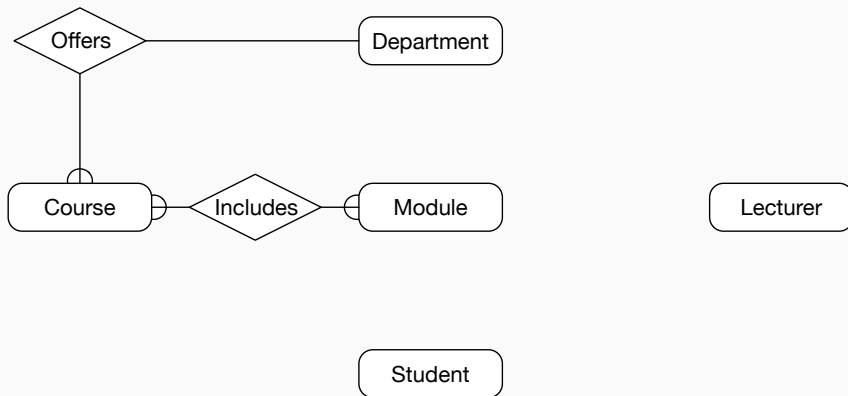 Offers
Department
Course
Includes
Module
Lecturer
Student